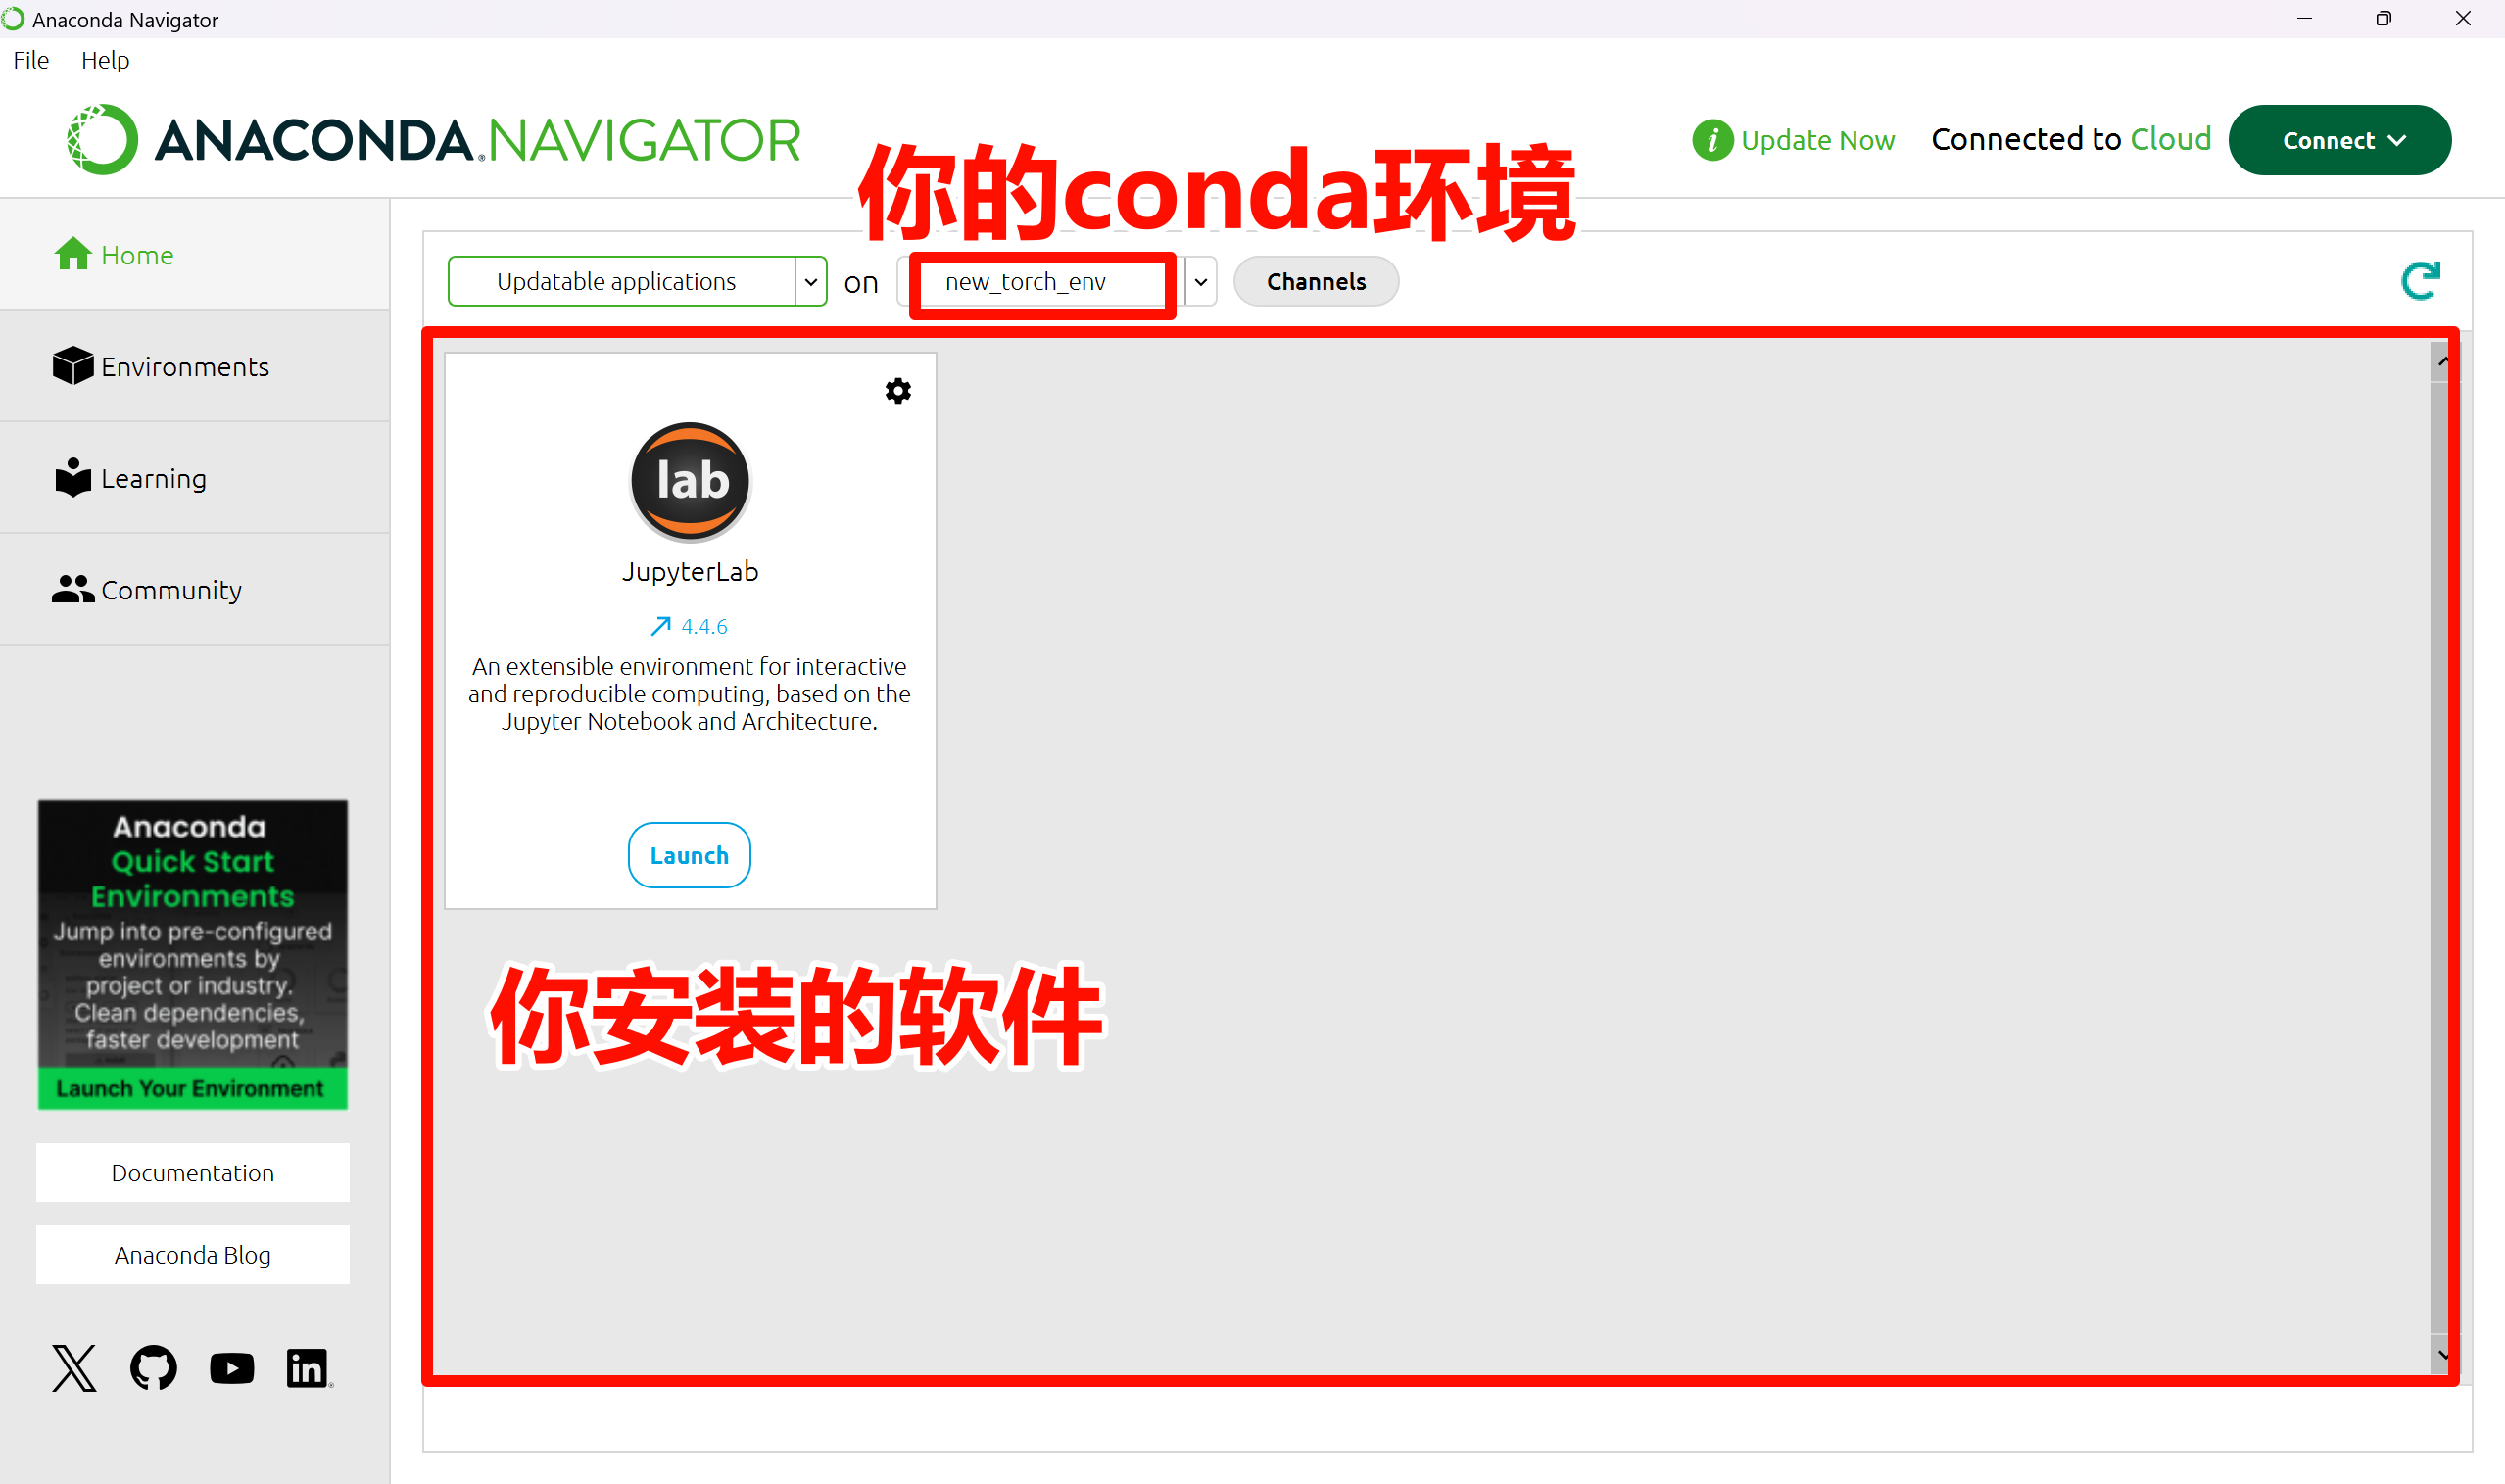 Anaconda Navigator
File Help
ANACONDA.NAVIGATOR
Update Now
Connected to Cloud
Connect
你的conda环境
Home
Updatable applications
on
new_torch_env
Channels
Environments
Learning
Community
lab
JupyterLab
4.4.6
An extensible environment for interactive
and reproducible computing, based on the
Jupyter Notebook and Architecture.
Launch
你安装的软件
Anaconda
Quick Start
Environments
Jump into pre-configured
environments by
project or industry.
Clean dependencies,
faster development
Launch Your Environment
Documentation
Anaconda Blog
in